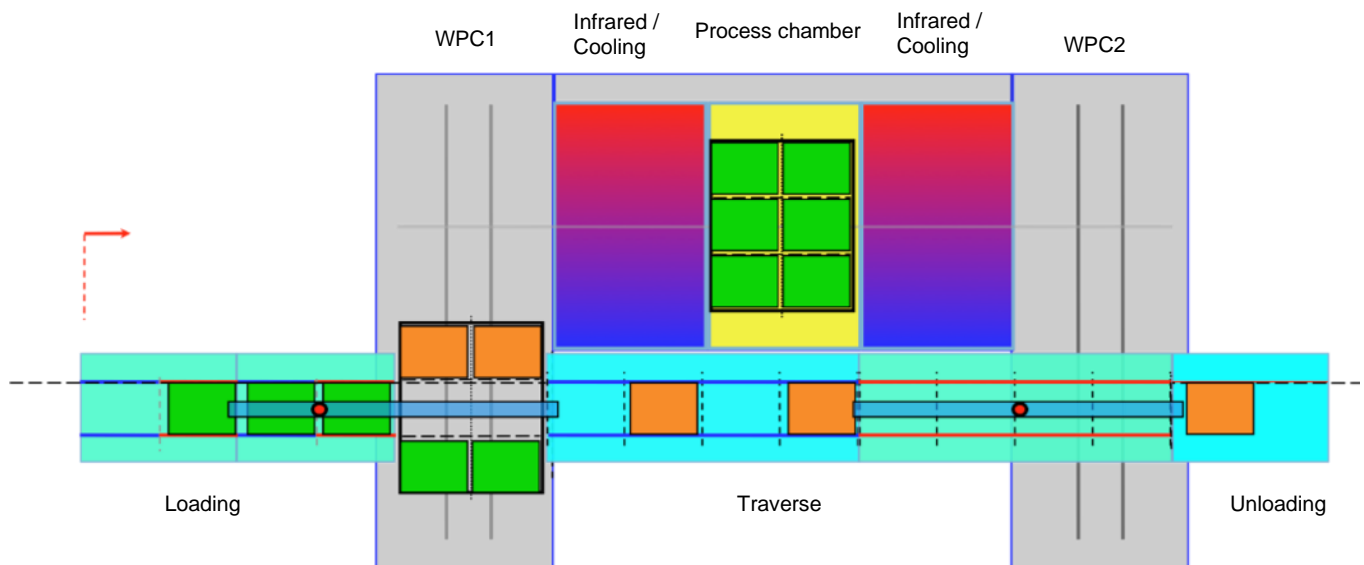 WPC1
Infrared /
Cooling
Process chamber
Infrared /
Cooling
WPC2
Loading
Traverse
Unloading